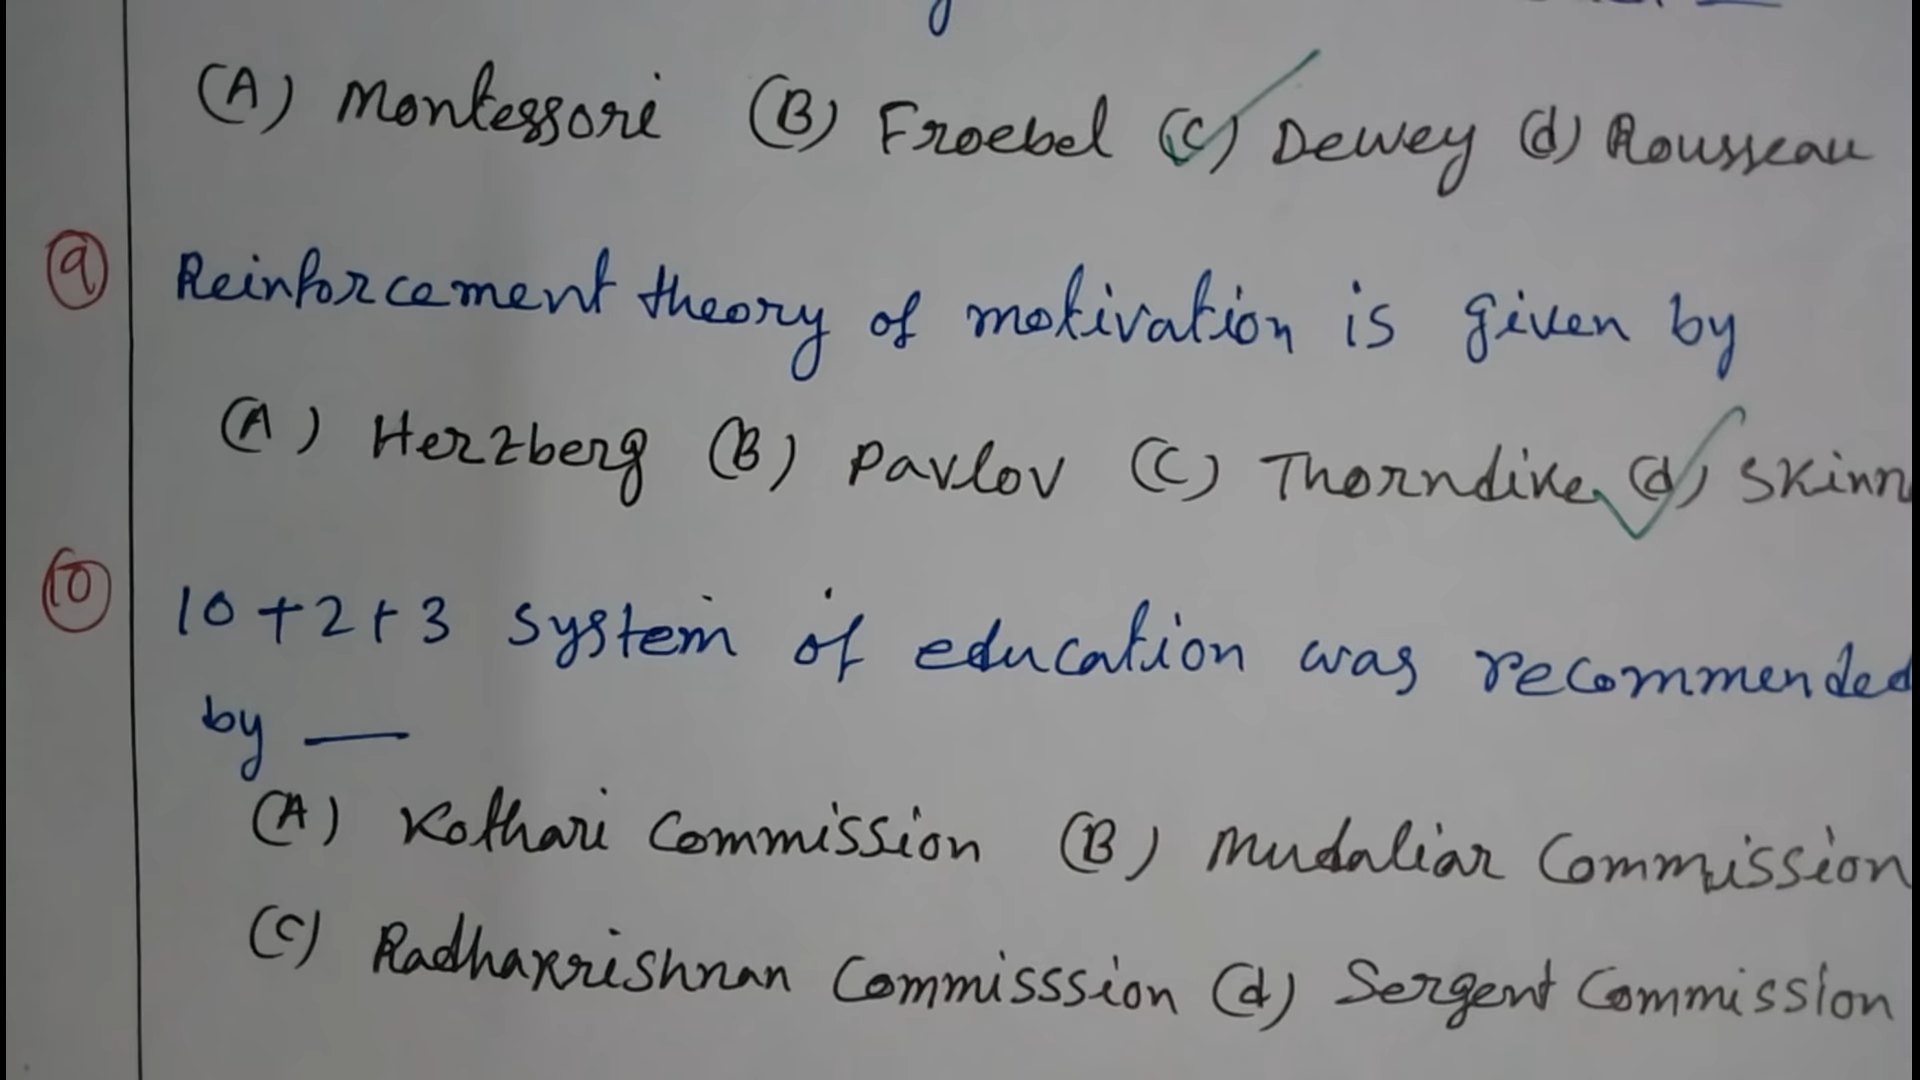 (A) Montessori (B) Froebel (C) Dewey (d) Rousseau
9 Reinforcement theory of motivation is given by
(A) Herzberg (B) Pavlov (C) Thorndike (d) Skinn
10 10+2+3 system of education was recommended
by —
(A) Kothari Commission (B) Mudaliar Commission
(C) Radhakrishnan Commisssion (d) Sergent Commission